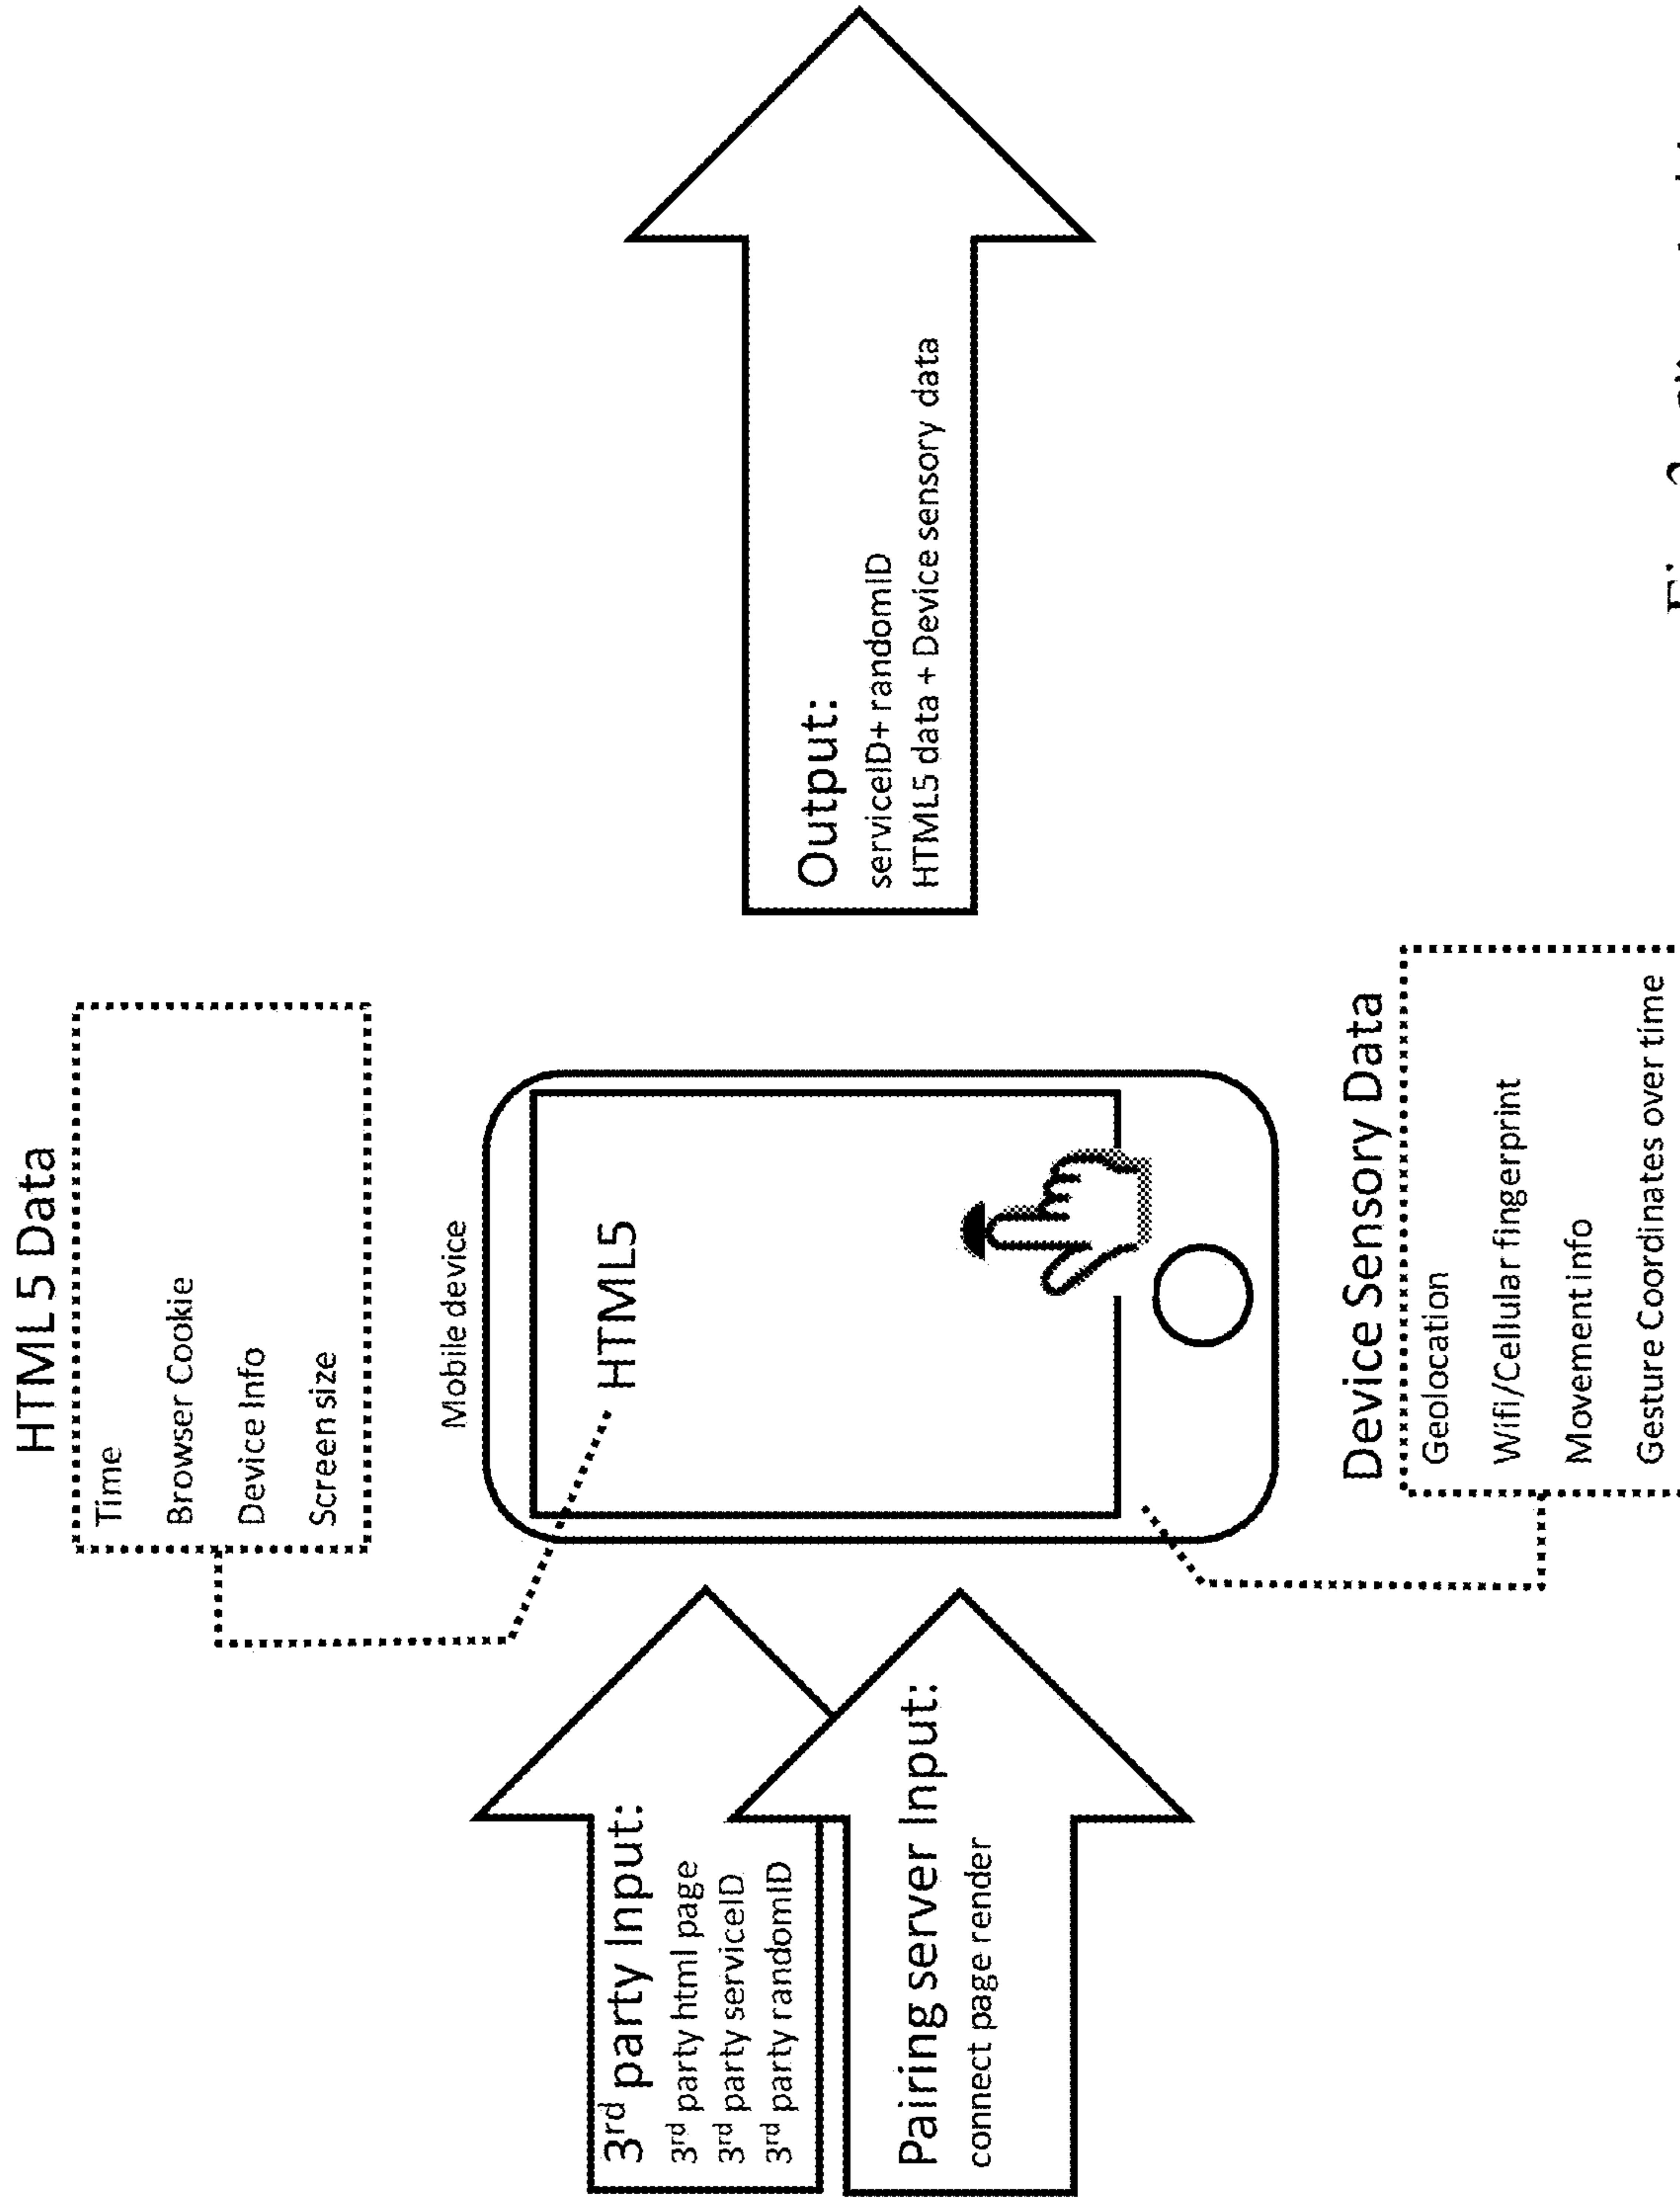 HTML5 Data
Time
Browser Cookie
Device Info
Screen size
Mobile device
HTML5
3rd party Input:
3rd party html page
3rd party serviceID
3rd party randomID
Pairing server Input:
connect page render
Output:
serviceID+ randomID
HTML5 data + Device sensory data
Device Sensory Data
Geolocation
Wifi/Cellular fingerprint
Movement info
Gesture Coordinates over time